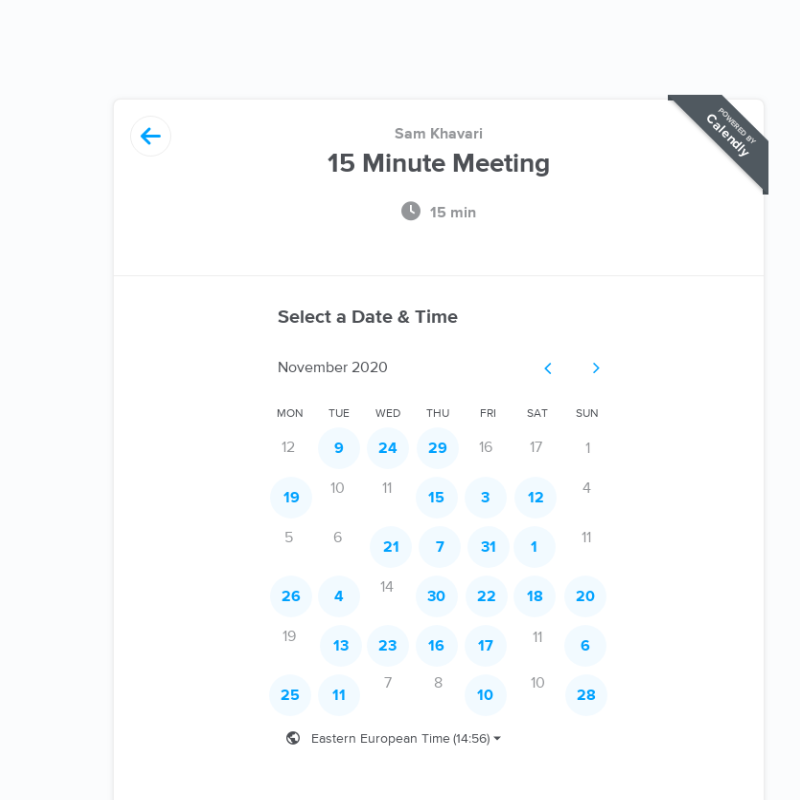 POWERED BY
Calendly
Sam Khavari
15 Minute Meeting
15 min
Select a Date & Time
November 2020
MON TUE WED THU FRI SAT SUN
12 9 24 29 16 17 1
19 10 11 15 3 12 4
5 6 21 7 31 1 11
26 4 14 30 22 18 20
19 13 23 16 17 11 6
25 11 7 8 10 10 28
Eastern European Time (14:56)